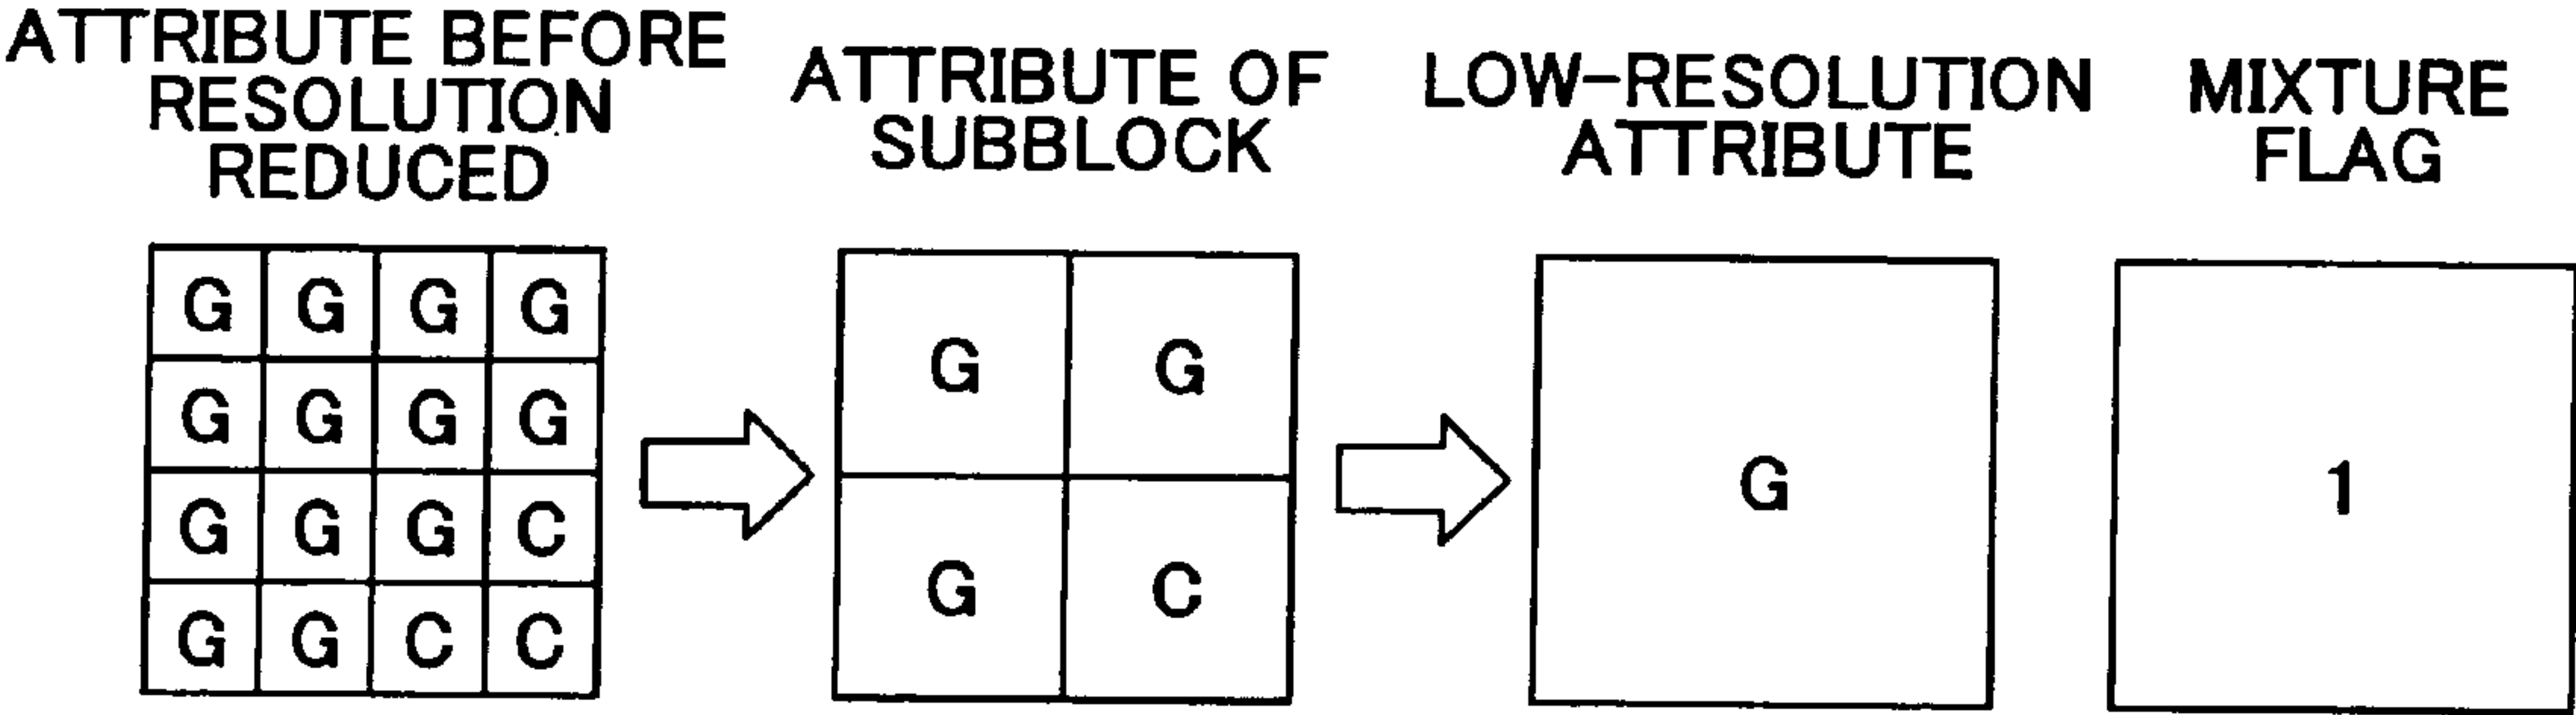 ATTRIBUTE BEFORE
RESOLUTION
REDUCED
ATTRIBUTE OF
SUBBLOCK
LOW-RESOLUTION
ATTRIBUTE
MIXTURE
FLAG
G G G G
G G G G
G G G C
G G C C
G G
G C
G
1